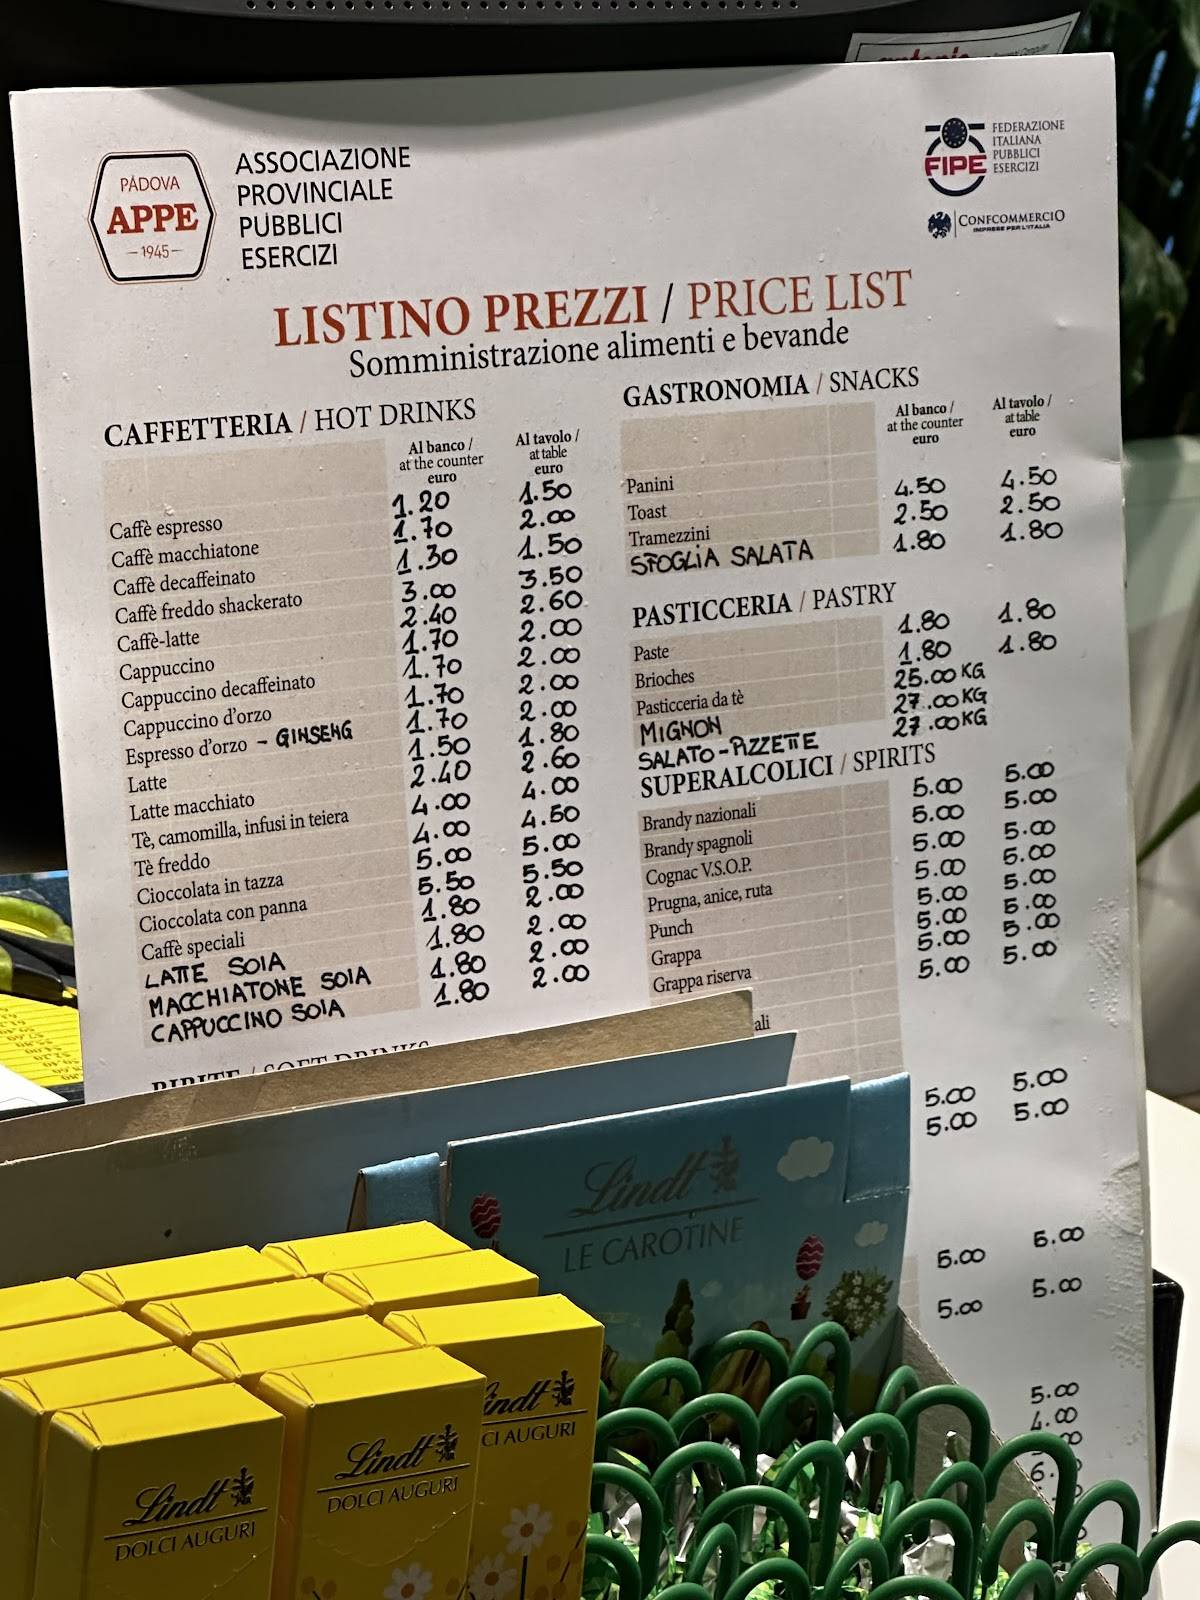 PADOVA
APPE
1945
ASSOCIAZIONE
PROVINCIALE
PUBBLICI
ESERCIZI
FIPE
FEDERAZIONE
ITALIANA
PUBBLICI
ESERCIZI
CONFCOMMERCIO
IMPRESE PER L'ITALIA
LISTINO PREZZI / PRICE LIST
Somministrazione alimenti e bevande
CAFFETTERIA / HOT DRINKS
Al banco / at the counter euro
Al tavolo / at table euro
Caffè espresso 1.20 1.50
Caffè macchiatone 1.70 2.00
Caffè decaffeinato 1.30 1.50
Caffè freddo shackerato 3.00 3.50
Caffè-latte 2.40 2.60
Cappuccino 1.70 2.00
Cappuccino decaffeinato 1.70 2.00
Cappuccino d'orzo 1.70 2.00
Espresso d'orzo - GINSENG 1.70 2.00
Latte 1.50 1.80
Latte macchiato 2.40 2.60
Tè, camomilla, infusi in teiera 4.00 4.00
Tè freddo 4.00 4.50
Cioccolata in tazza 5.00 5.00
Cioccolata con panna 5.50 5.50
Caffè speciali 1.80 2.00
LATTE SOIA 1.80 2.00
MACCHIATONE SOIA 1.80 2.00
CAPPUCCINO SOIA 1.80 2.00
BIBITE / SOFT DRINKS
GASTRONOMIA / SNACKS
Al banco / at the counter euro
Al tavolo / at table euro
Panini 4.50 4.50
Toast 2.50 2.50
Tramezzini 1.80 1.80
SFOGLIA SALATA
PASTICCERIA / PASTRY
Paste 1.80 1.80
Brioches 1.80 1.80
Pasticceria da tè 25.00 KG
MIGNON 27.00 KG
SALATO-PIZZETTE 27.00 KG
SUPERALCOLICI / SPIRITS
Brandy nazionali 5.00 5.00
Brandy spagnoli 5.00 5.00
Cognac V.S.O.P. 5.00 5.00
Prugna, anice, ruta 5.00 5.00
Punch 5.00 5.00
Grappa 5.00 5.00
Grappa riserva 5.00 5.00
5.00 5.00
ali
5.00 5.00
5.00 5.00
5.00 5.00
5.00 5.00
5.00
4.00
6.
Lindt
LE CAROTINE
Lindt
DOLCI AUGURI
Lindt
DOLCI AUGURI
indt
CI AUGURI